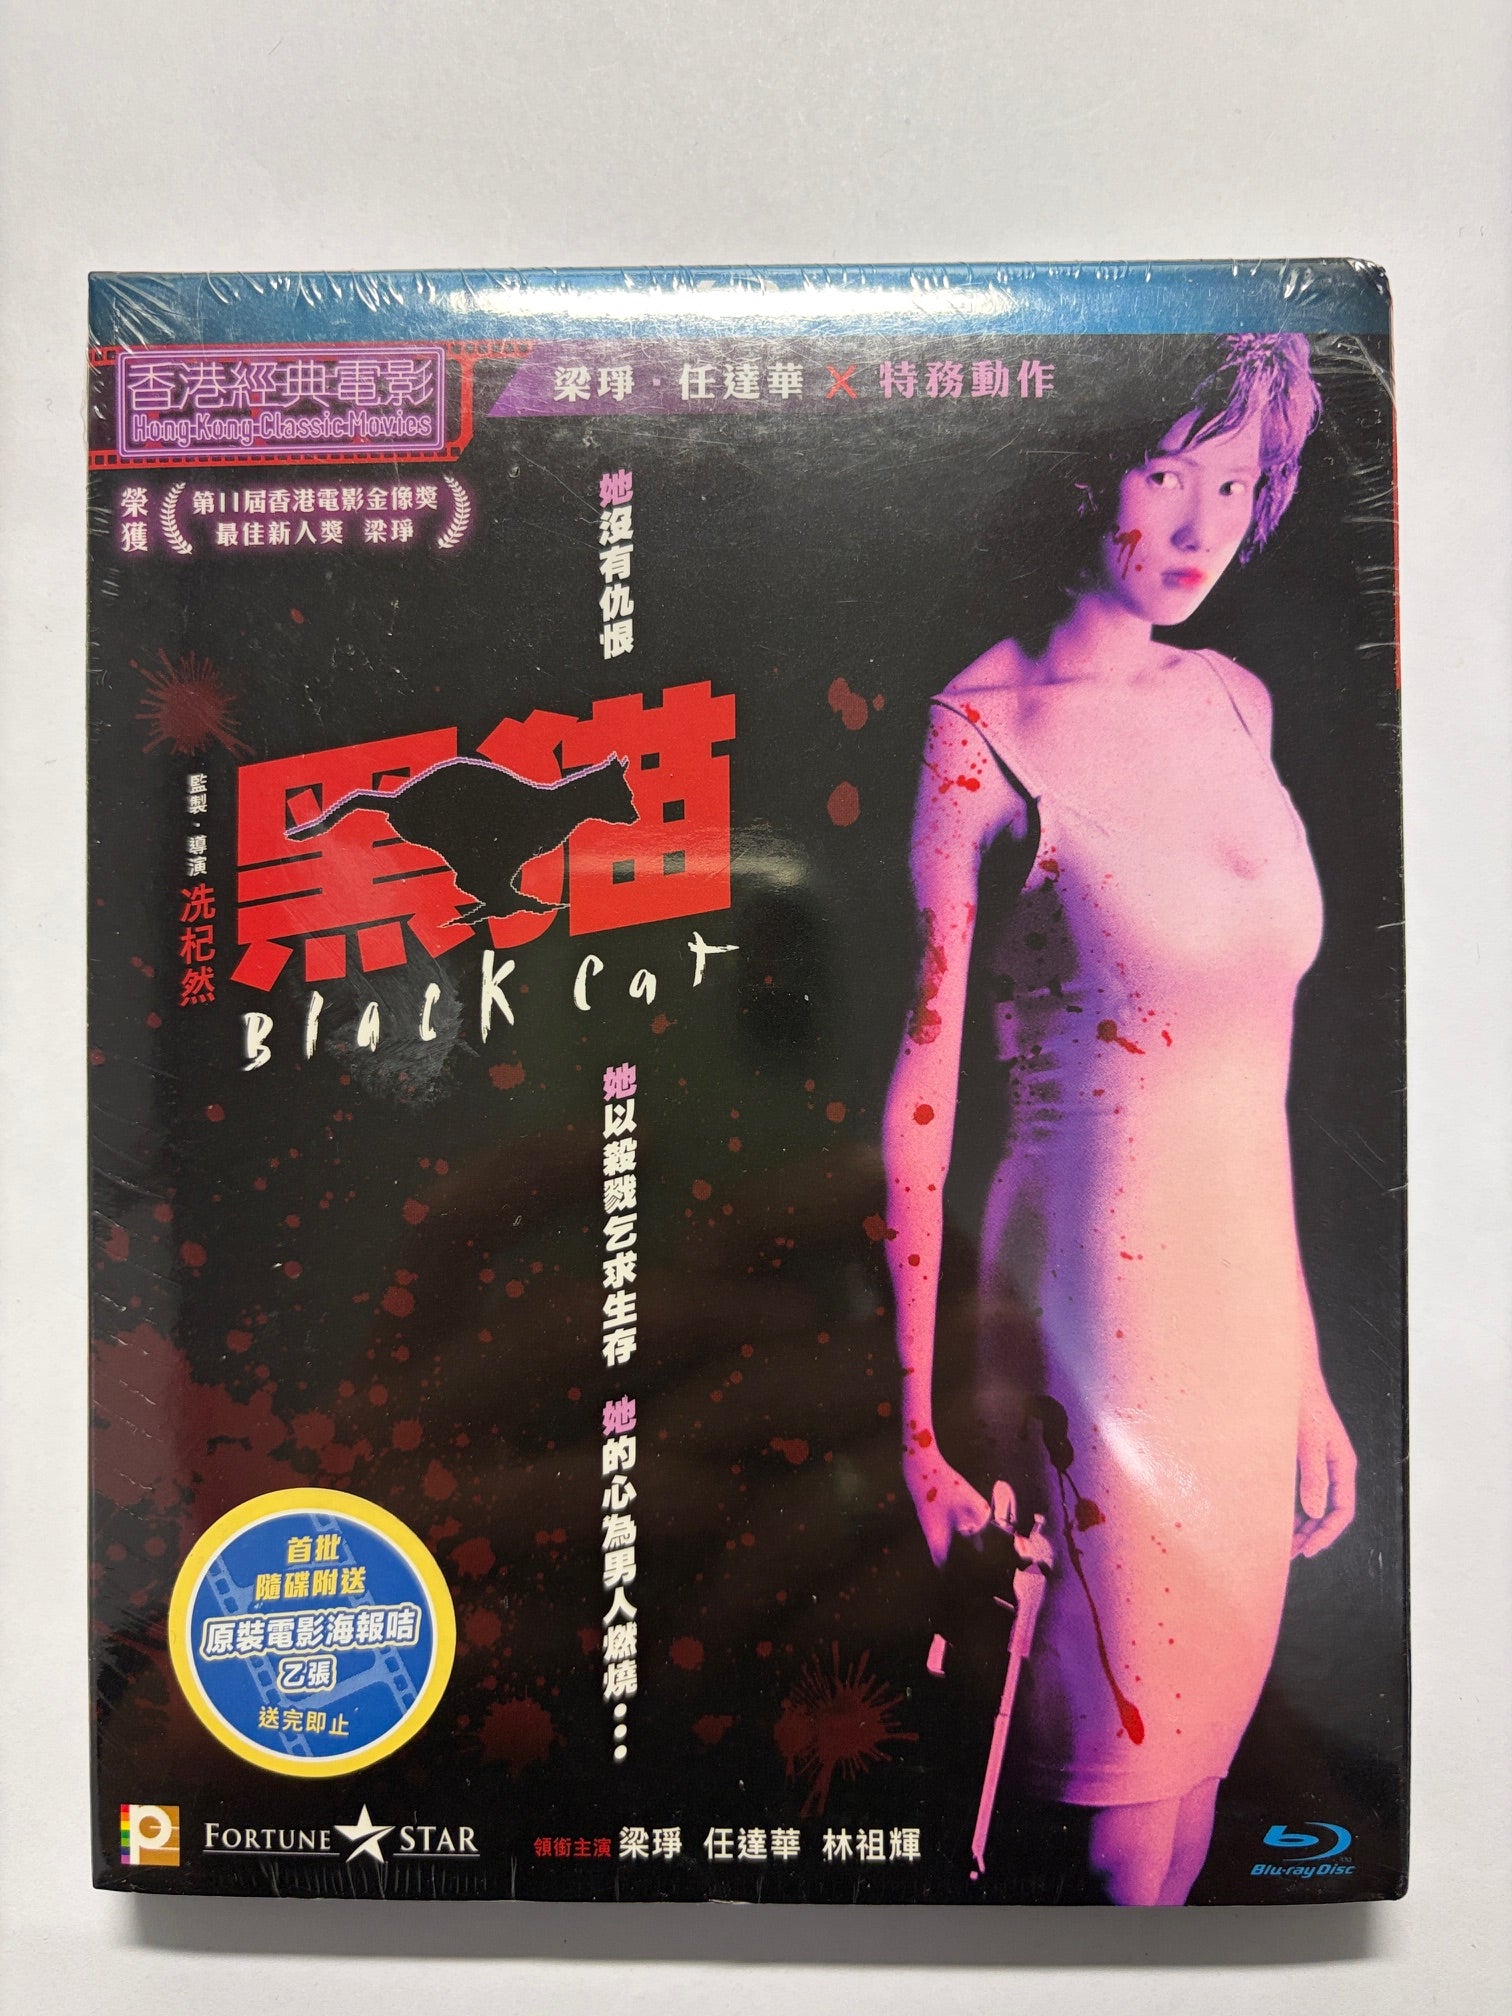 香港經典電影
Hong Kong Classic Movies
梁琤・任達華 × 特務動作
榮獲
第11屆香港電影金像獎
最佳新人獎 梁琤
她沒有仇恨
黑猫
Black Cat
監製・導演 冼杞然
她以殺戮乞求生存 她的心為男人燃燒…
首批
隨碟附送
原裝電影海報咭
乙張
送完即止
P
FORTUNE STAR
領銜主演 梁琤 任達華 林祖輝
Blu-ray Disc